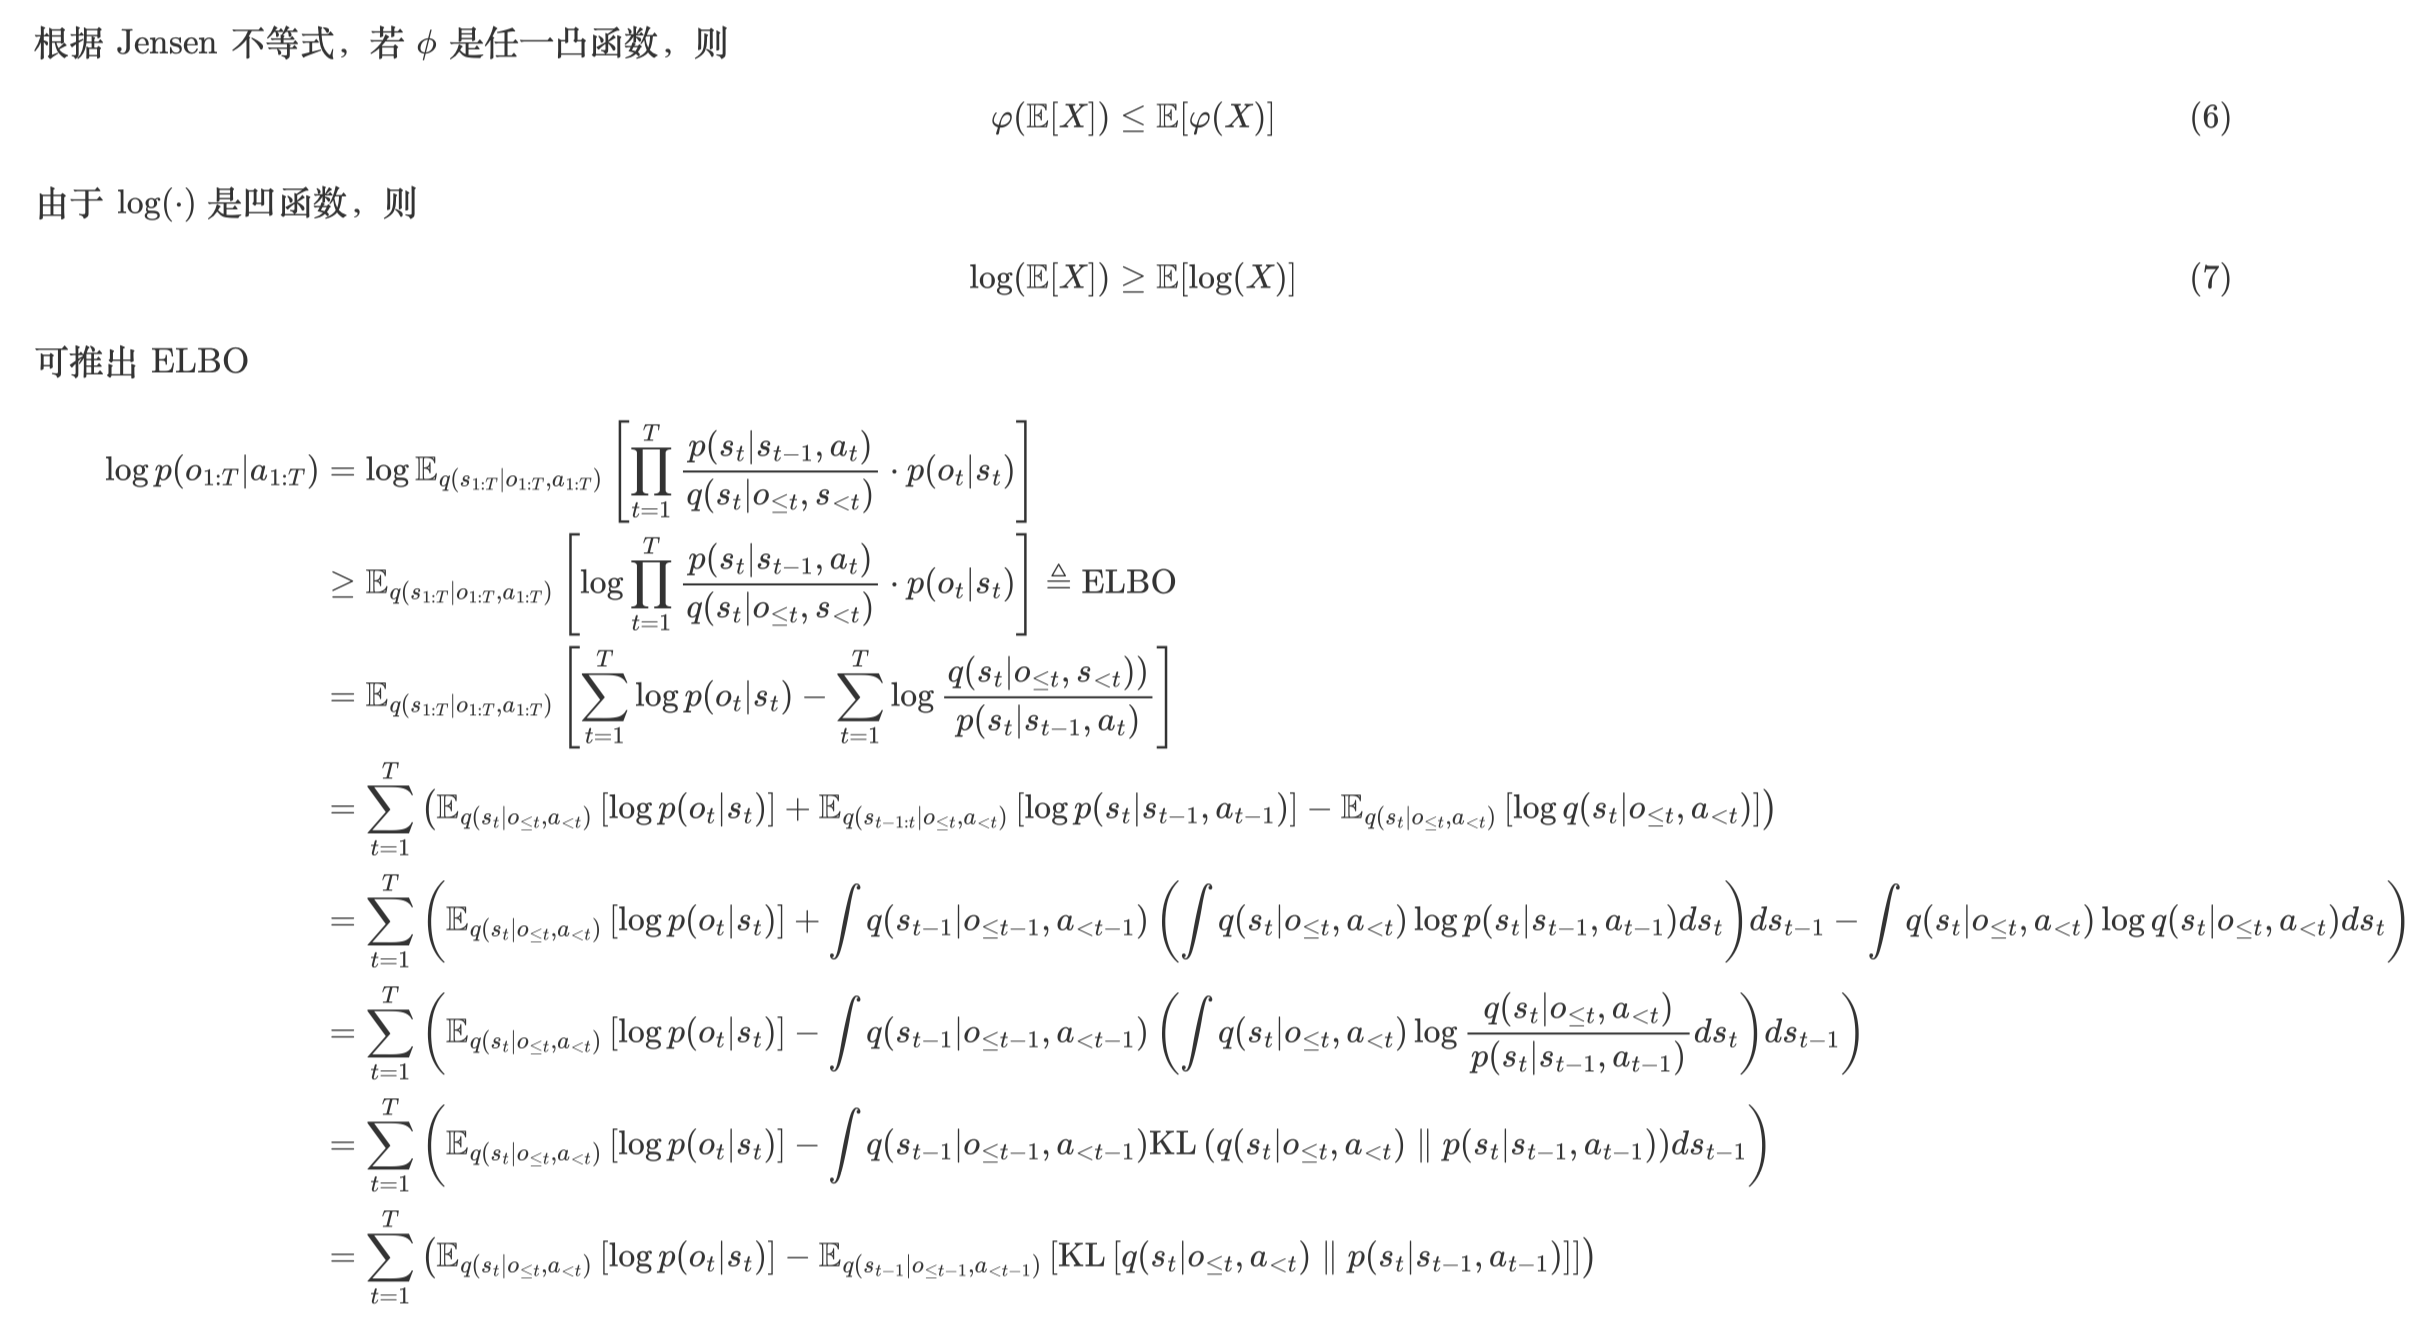 根据 Jensen 不等式，若 $\phi$ 是任一凸函数，则
$$\varphi(\mathbb{E}[X]) \leq \mathbb{E}[\varphi(X)]$$ (6)
由于 $\log(\cdot)$ 是凹函数，则
$$\log(\mathbb{E}[X]) \geq \mathbb{E}[\log(X)]$$ (7)
可推出 ELBO
$$\log p(o_{1:T}|a_{1:T}) = \log \mathbb{E}_{q(s_{1:T}|o_{1:T},a_{1:T})} \left[ \prod_{t=1}^{T} \frac{p(s_t|s_{t-1},a_t)}{q(s_t|o_{\leq t},s_{<t})} \cdot p(o_t|s_t) \right]$$
$$\geq \mathbb{E}_{q(s_{1:T}|o_{1:T},a_{1:T})} \left[ \log \prod_{t=1}^{T} \frac{p(s_t|s_{t-1},a_t)}{q(s_t|o_{\leq t},s_{<t})} \cdot p(o_t|s_t) \right] \triangleq \text{ELBO}$$
$$= \mathbb{E}_{q(s_{1:T}|o_{1:T},a_{1:T})} \left[ \sum_{t=1}^{T} \log p(o_t|s_t) - \sum_{t=1}^{T} \log \frac{q(s_t|o_{\leq t},s_{<t}))}{p(s_t|s_{t-1},a_t)} \right]$$
$$= \sum_{t=1}^{T} \left( \mathbb{E}_{q(s_t|o_{\leq t},a_{<t})} [\log p(o_t|s_t)] + \mathbb{E}_{q(s_{t-1:t}|o_{\leq t},a_{<t})} [\log p(s_t|s_{t-1},a_{t-1})] - \mathbb{E}_{q(s_t|o_{\leq t},a_{<t})} [\log q(s_t|o_{\leq t},a_{<t})] \right)$$
$$= \sum_{t=1}^{T} \left( \mathbb{E}_{q(s_t|o_{\leq t},a_{<t})} [\log p(o_t|s_t)] + \int q(s_{t-1}|o_{\leq t-1},a_{<t-1}) \left( \int q(s_t|o_{\leq t},a_{<t}) \log p(s_t|s_{t-1},a_{t-1}) ds_t \right) ds_{t-1} - \int q(s_t|o_{\leq t},a_{<t}) \log q(s_t|o_{\leq t},a_{<t}) ds_t \right)$$
$$= \sum_{t=1}^{T} \left( \mathbb{E}_{q(s_t|o_{\leq t},a_{<t})} [\log p(o_t|s_t)] - \int q(s_{t-1}|o_{\leq t-1},a_{<t-1}) \left( \int q(s_t|o_{\leq t},a_{<t}) \log \frac{q(s_t|o_{\leq t},a_{<t})}{p(s_t|s_{t-1},a_{t-1})} ds_t \right) ds_{t-1} \right)$$
$$= \sum_{t=1}^{T} \left( \mathbb{E}_{q(s_t|o_{\leq t},a_{<t})} [\log p(o_t|s_t)] - \int q(s_{t-1}|o_{\leq t-1},a_{<t-1}) \text{KL} \left( q(s_t|o_{\leq t},a_{<t}) \parallel p(s_t|s_{t-1},a_{t-1}) \right) ds_{t-1} \right)$$
$$= \sum_{t=1}^{T} \left( \mathbb{E}_{q(s_t|o_{\leq t},a_{<t})} [\log p(o_t|s_t)] - \mathbb{E}_{q(s_{t-1}|o_{\leq t-1},a_{<t-1})} [\text{KL} [q(s_t|o_{\leq t},a_{<t}) \parallel p(s_t|s_{t-1},a_{t-1})]] \right)$$